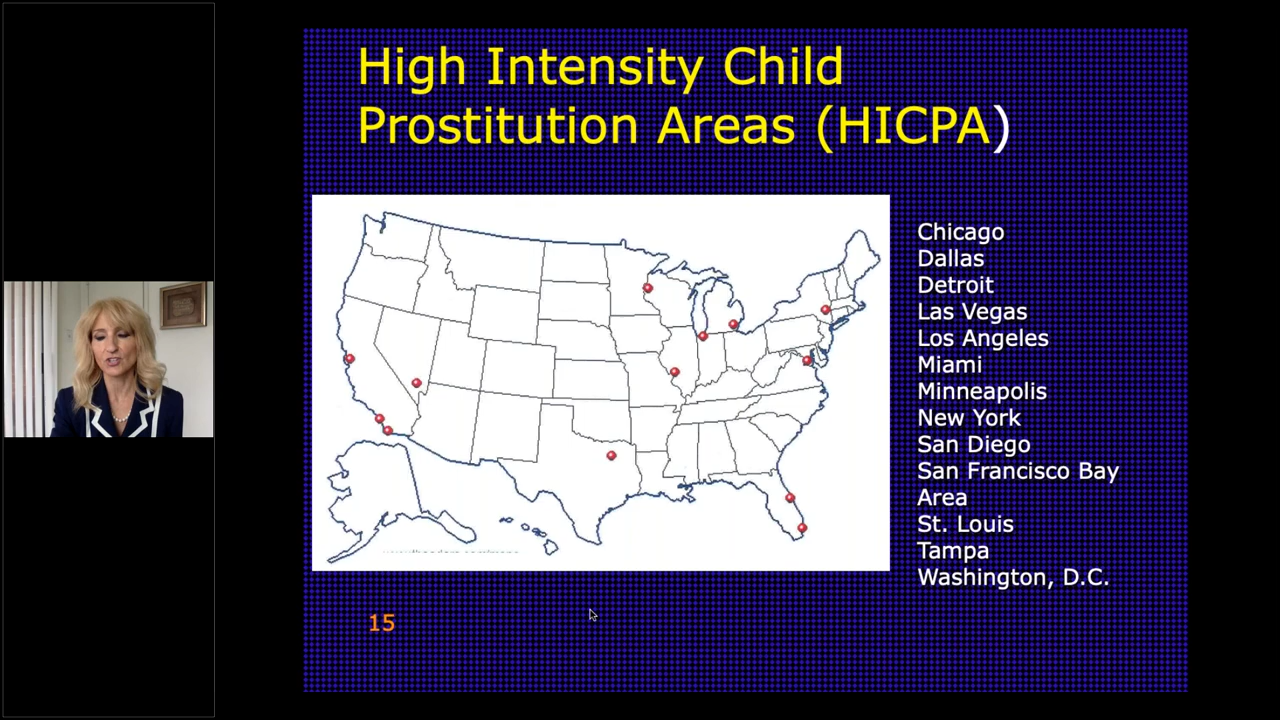 High Intensity Child
Prostitution Areas (HICPA)
Chicago
Dallas
Detroit
Las Vegas
Los Angeles
Miami
Minneapolis
New York
San Diego
San Francisco Bay
Area
St. Louis
Tampa
Washington, D.C.
15